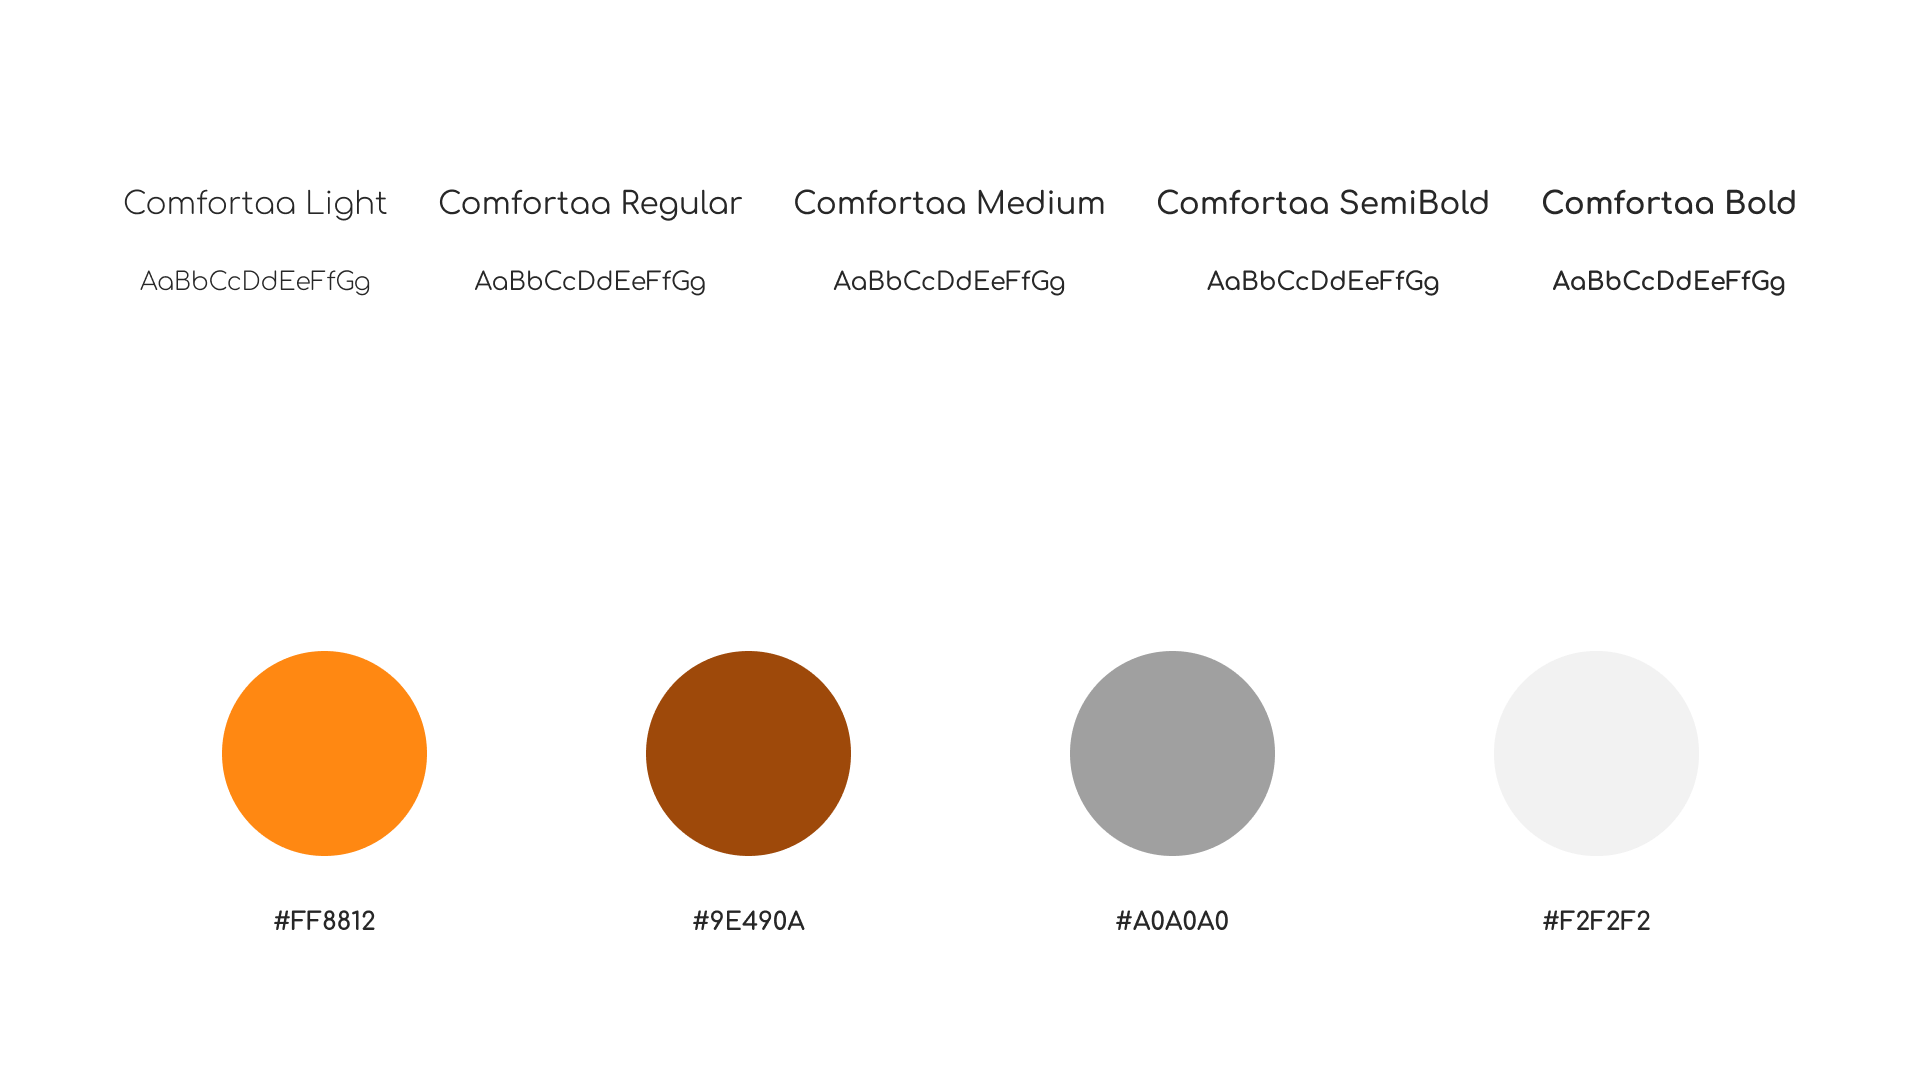 Comfortaa Light
AaBbCcDdEeFfGg
Comfortaa Regular
AaBbCcDdEeFfGg
Comfortaa Medium
AaBbCcDdEeFfGg
Comfortaa SemiBold
AaBbCcDdEeFfGg
Comfortaa Bold
AaBbCcDdEeFfGg
#FF8812
#9E490A
#A0A0A0
#F2F2F2